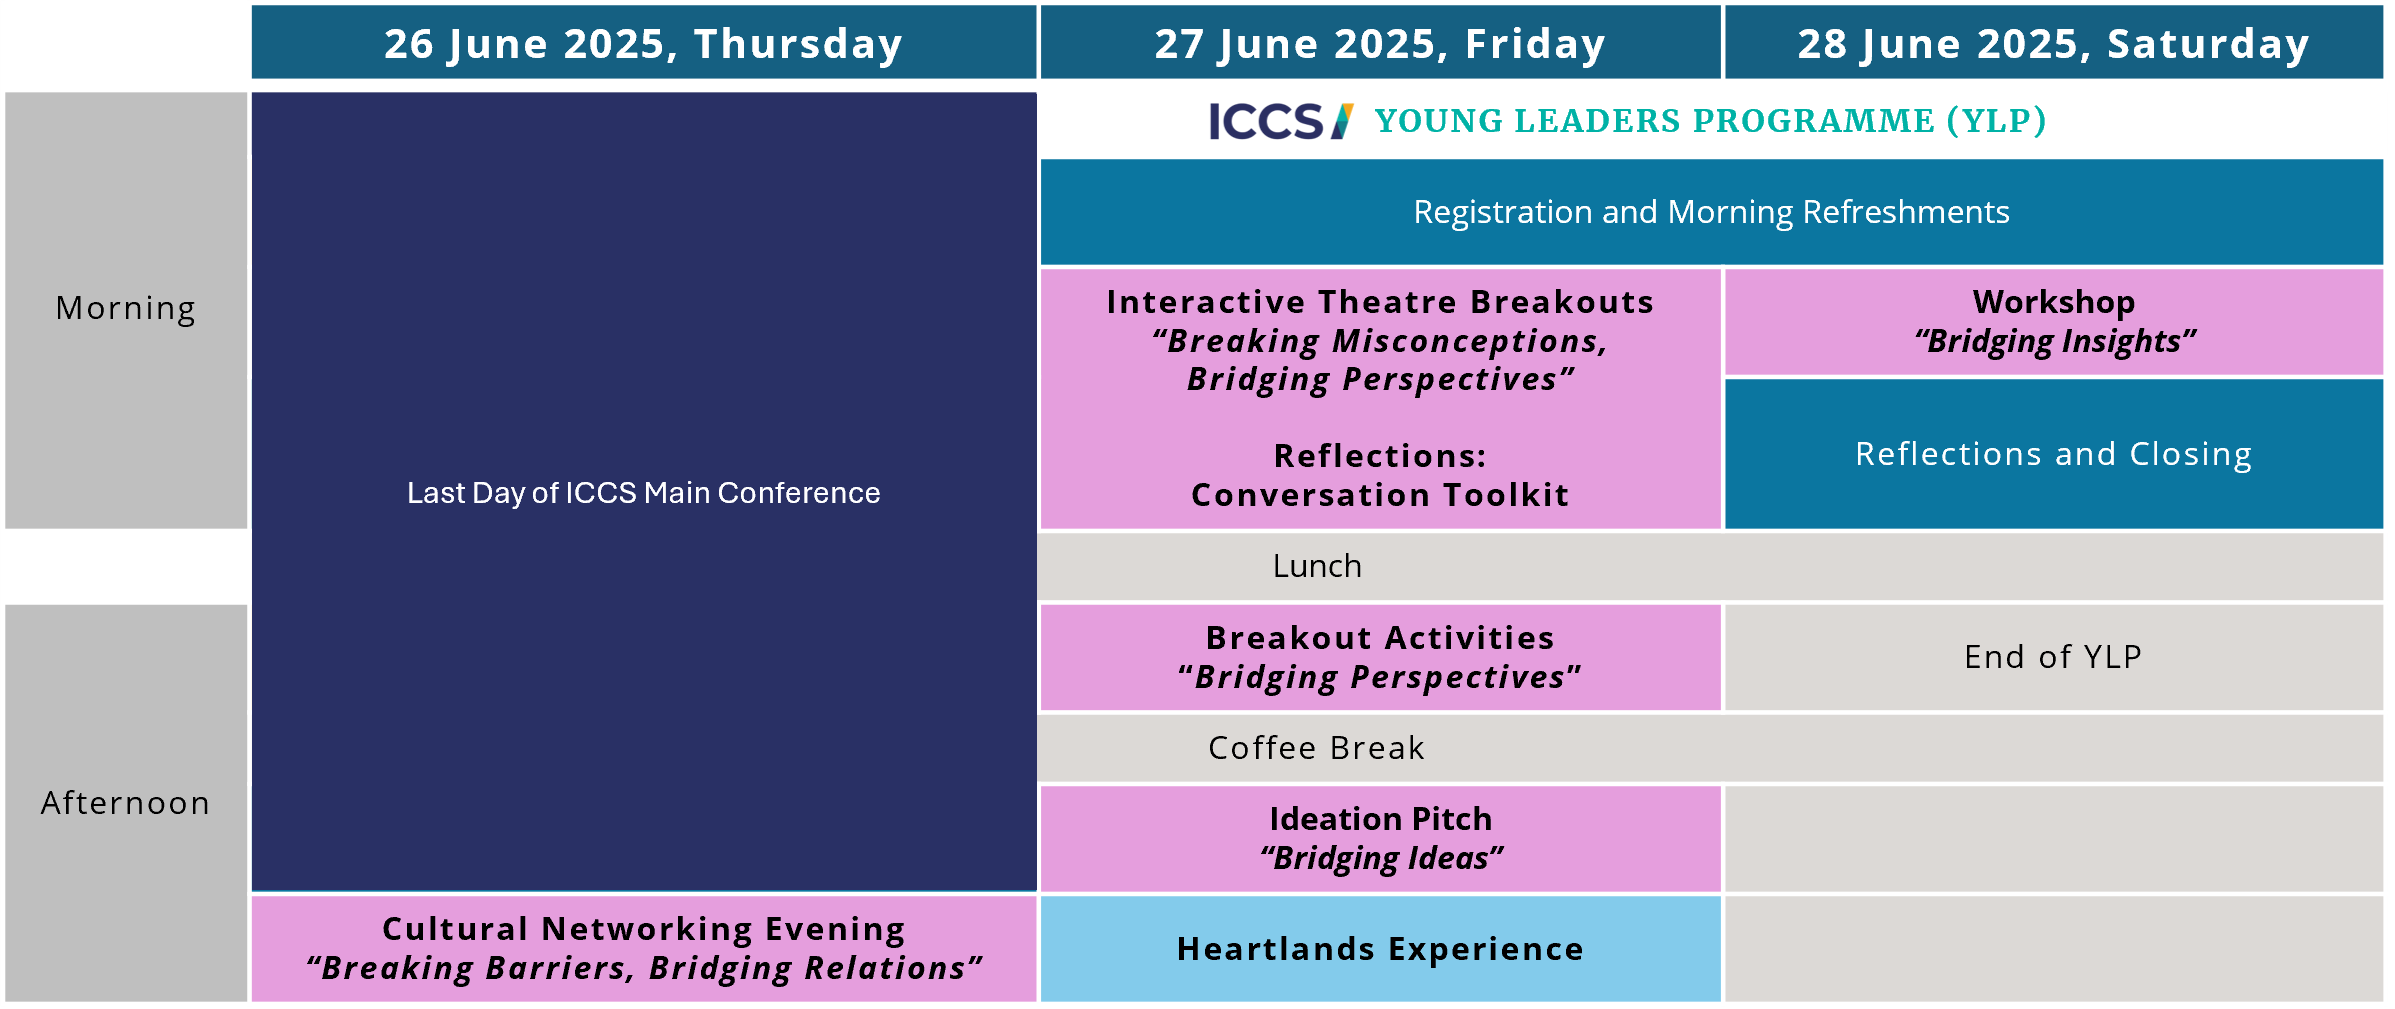 26 June 2025, Thursday
27 June 2025, Friday
28 June 2025, Saturday
Morning
Last Day of ICCS Main Conference
ICCS YOUNG LEADERS PROGRAMME (YLP)
Registration and Morning Refreshments
Interactive Theatre Breakouts
“Breaking Misconceptions,
Bridging Perspectives”
Reflections:
Conversation Toolkit
Workshop
“Bridging Insights”
Reflections and Closing
Lunch
Afternoon
Breakout Activities
“Bridging Perspectives”
End of YLP
Coffee Break
Ideation Pitch
“Bridging Ideas”
Cultural Networking Evening
“Breaking Barriers, Bridging Relations”
Heartlands Experience